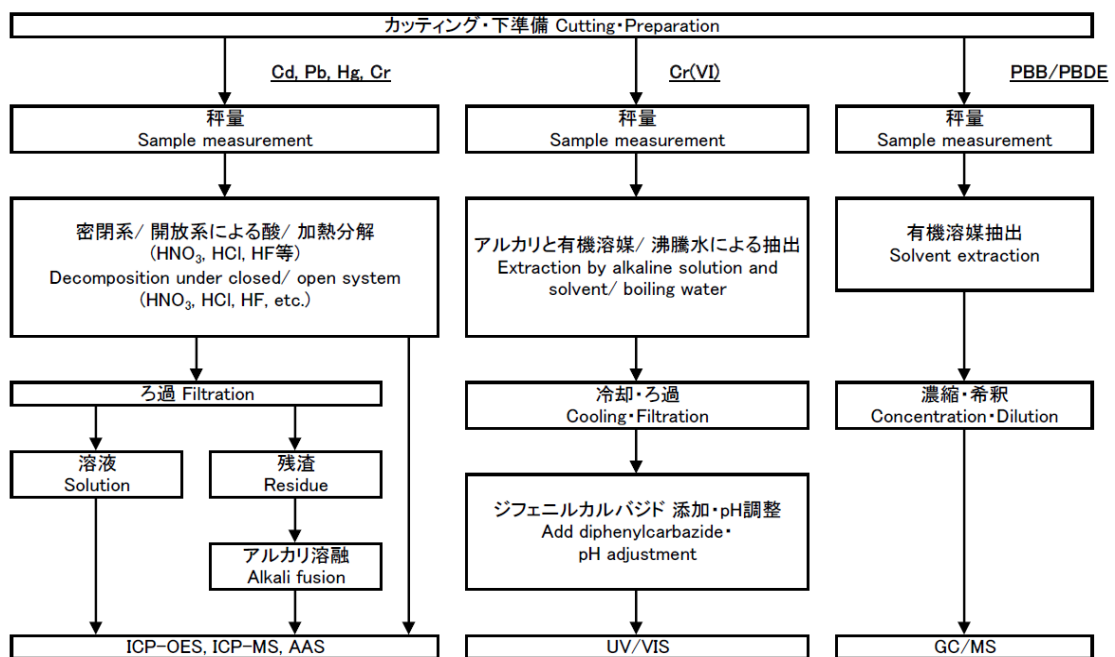 カッティング・下準備 Cutting・Preparation
Cd, Pb, Hg, Cr
Cr(VI)
PBB/PBDE
秤量
Sample measurement
秤量
Sample measurement
秤量
Sample measurement
密閉系/ 開放系による酸/ 加熱分解
(HNO₃, HCl, HF等)
Decomposition under closed/ open system
(HNO₃, HCl, HF, etc.)
アルカリと有機溶媒/ 沸騰水による抽出
Extraction by alkaline solution and
solvent/ boiling water
有機溶媒抽出
Solvent extraction
ろ過 Filtration
冷却・ろ過
Cooling・Filtration
濃縮・希釈
Concentration・Dilution
溶液
Solution
残渣
Residue
アルカリ溶融
Alkali fusion
ジフェニルカルバジド 添加・pH調整
Add diphenylcarbazide・
pH adjustment
ICP-OES, ICP-MS, AAS
UV/VIS
GC/MS